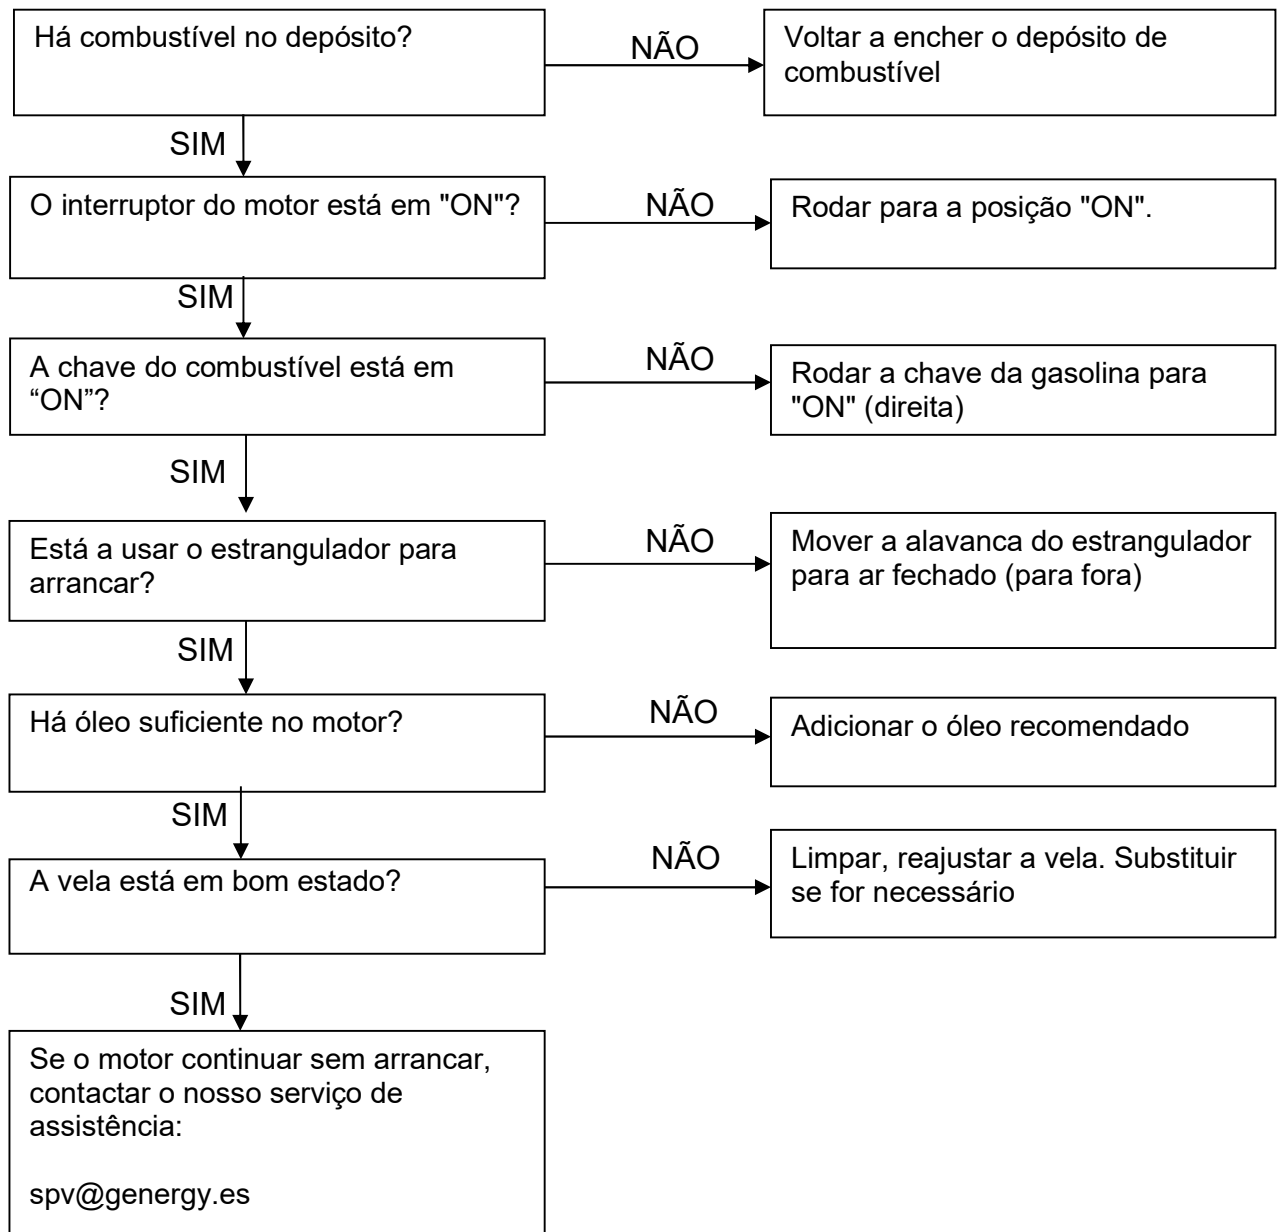 Há combustível no depósito?
NÃO
Voltar a encher o depósito de
combustível
SIM
O interruptor do motor está em "ON"?
NÃO
Rodar para a posição "ON".
SIM
A chave do combustível está em
“ON”?
NÃO
Rodar a chave da gasolina para
"ON" (direita)
SIM
Está a usar o estrangulador para
arrancar?
NÃO
Mover a alavanca do estrangulador
para ar fechado (para fora)
SIM
Há óleo suficiente no motor?
NÃO
Adicionar o óleo recomendado
SIM
A vela está em bom estado?
NÃO
Limpar, reajustar a vela. Substituir
se for necessário
SIM
Se o motor continuar sem arrancar,
contactar o nosso serviço de
assistência:
spv@genergy.es